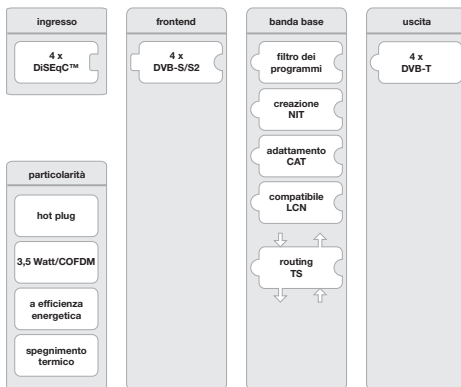 ingresso
4 x
DiSEqC™
particolarità
hot plug
3,5 Watt/COFDM
a efficienza
energetica
spegnimento
termico
frontend
4 x
DVB-S/S2
banda base
filtro dei
programmi
creazione
NIT
adattamento
CAT
compatibile
LCN
routing
TS
uscita
4 x
DVB-T